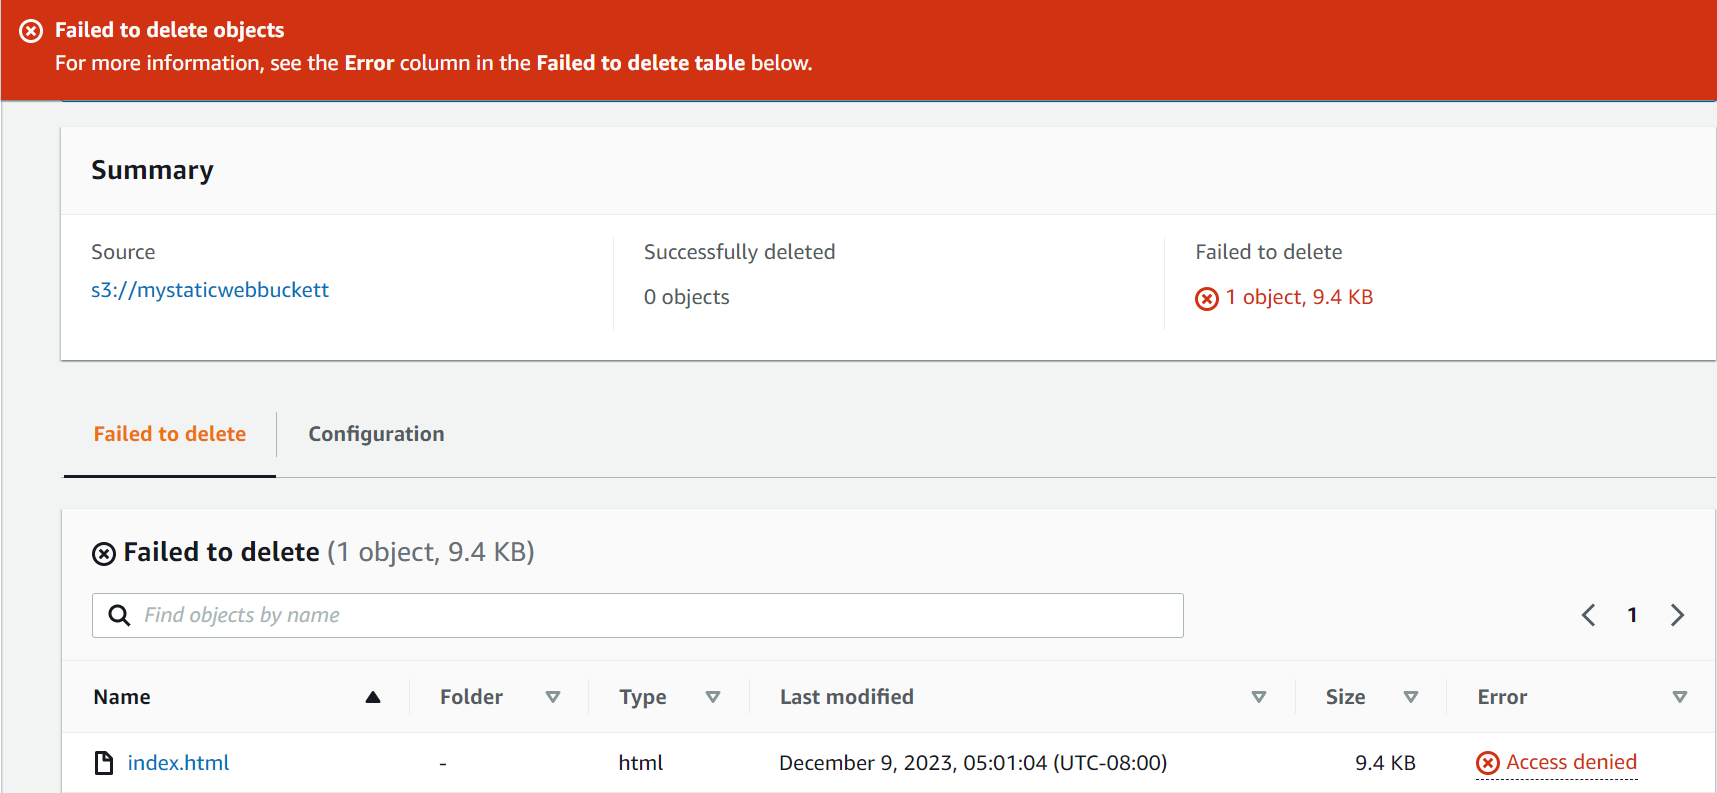 Failed to delete objects
For more information, see the Error column in the Failed to delete table below.
Summary
Source
s3://mystaticwebbuckett
Successfully deleted
0 objects
Failed to delete
1 object, 9.4 KB
Failed to delete
Configuration
Failed to delete (1 object, 9.4 KB)
Find objects by name
1
Name Folder Type Last modified Size Error
index.html - html December 9, 2023, 05:01:04 (UTC-08:00) 9.4 KB Access denied